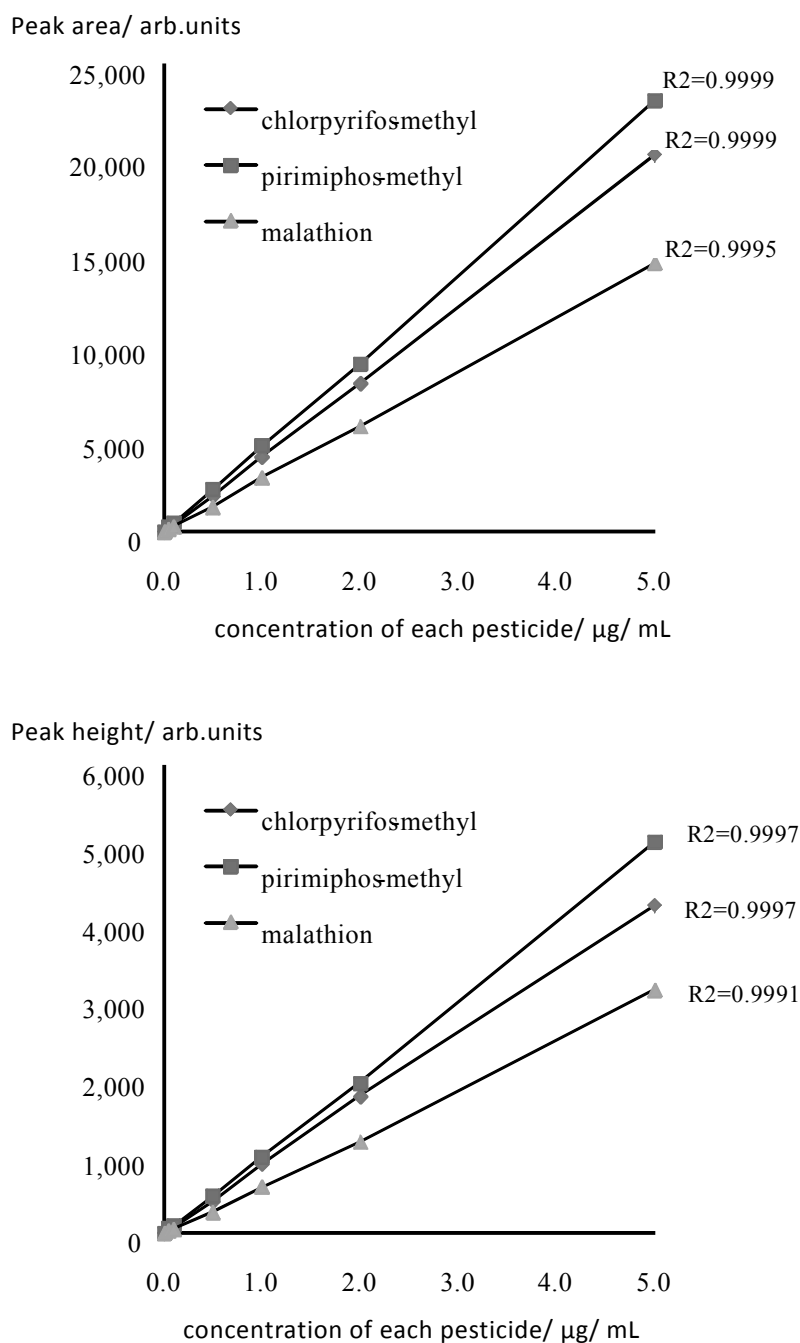 Peak area/ arb.units
25,000
R2=0.9999
chlorpyrifos-methyl
R2=0.9999
20,000
pirimiphos-methyl
malathion
R2=0.9995
15,000
10,000
5,000
0
0.0 1.0 2.0 3.0 4.0 5.0
concentration of each pesticide/ µg/ mL
Peak height/ arb.units
6,000
chlorpyrifos-methyl
R2=0.9997
5,000
pirimiphos-methyl
R2=0.9997
malathion
4,000
R2=0.9991
3,000
2,000
1,000
0
0.0 1.0 2.0 3.0 4.0 5.0
concentration of each pesticide/ µg/ mL